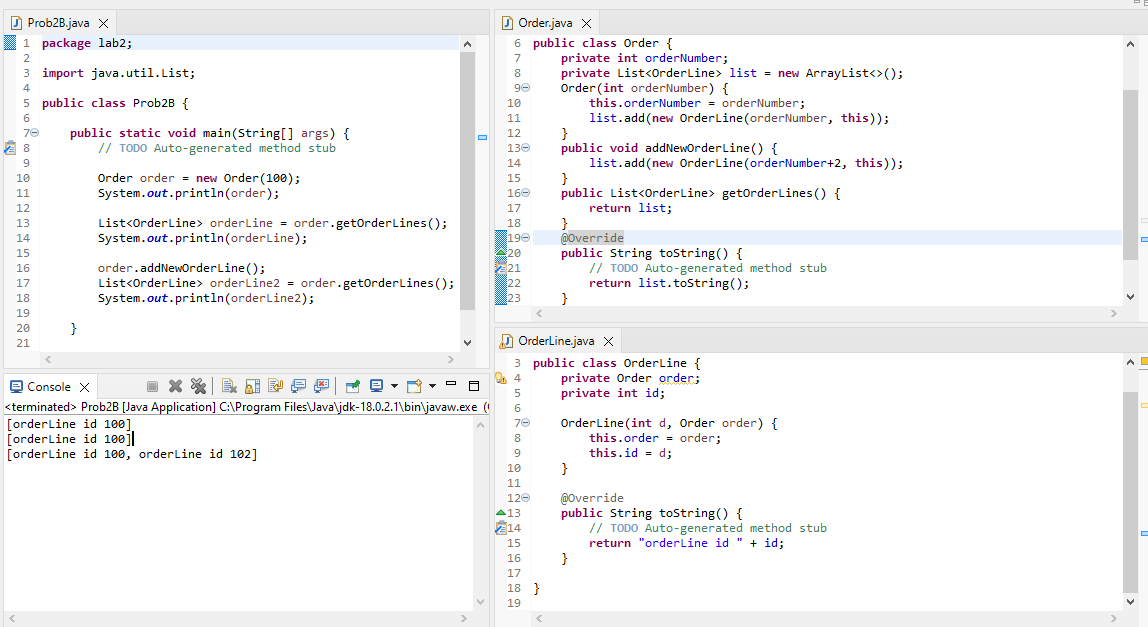 Prob2B.java
1 package lab2;
2
3 import java.util.List;
4
5 public class Prob2B {
6
7 public static void main(String[] args) {
8 // TODO Auto-generated method stub
9
10 Order order = new Order(100);
11 System.out.println(order);
12
13 List<OrderLine> orderLine = order.getOrderLines();
14 System.out.println(orderLine);
15
16 order.addNewOrderLine();
17 List<OrderLine> orderLine2 = order.getOrderLines();
18 System.out.println(orderLine2);
19
20 }
21
Console
<terminated> Prob2B [Java Application] C:\Program Files\Java\jdk-18.0.2.1\bin\javaw.exe (
[orderLine id 100]
[orderLine id 100]
[orderLine id 100, orderLine id 102]
Order.java
6 public class Order {
7 private int orderNumber;
8 private List<OrderLine> list = new ArrayList<>();
9 Order(int orderNumber) {
10 this.orderNumber = orderNumber;
11 list.add(new OrderLine(orderNumber, this));
12 }
13 public void addNewOrderLine() {
14 list.add(new OrderLine(orderNumber+2, this));
15 }
16 public List<OrderLine> getOrderLines() {
17 return list;
18 }
19 @Override
20 public String toString() {
21 // TODO Auto-generated method stub
22 return list.toString();
23 }
OrderLine.java
3 public class OrderLine {
4 private Order order;
5 private int id;
6
7 OrderLine(int d, Order order) {
8 this.order = order;
9 this.id = d;
10 }
11
12 @Override
13 public String toString() {
14 // TODO Auto-generated method stub
15 return "orderLine id " + id;
16 }
17
18 }
19